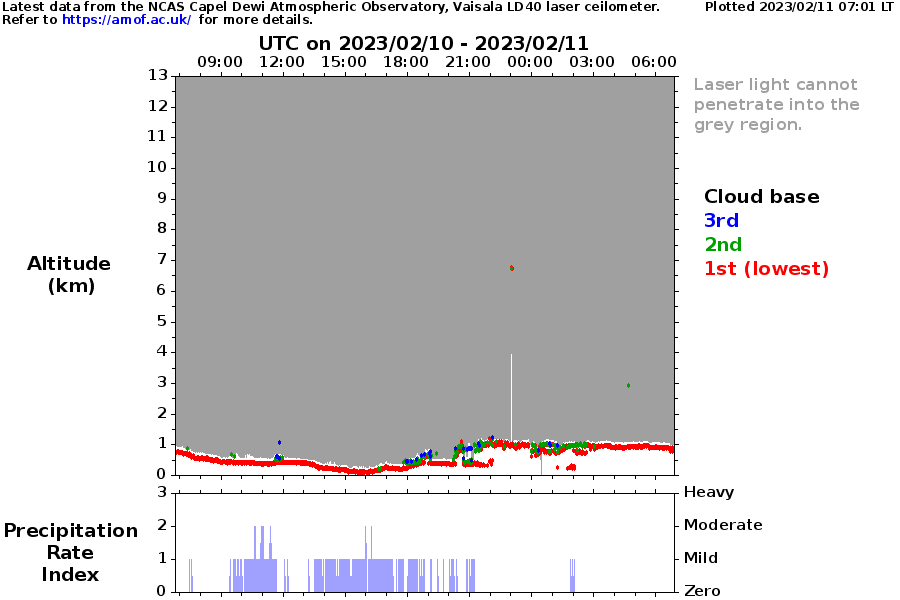 Latest data from the NCAS Capel Dewi Atmospheric Observatory, Vaisala LD40 laser ceilometer.
Plotted 2023/02/11 07:01 LT
Refer to https://amof.ac.uk/ for more details.
UTC on 2023/02/10 - 2023/02/11
09:00 12:00 15:00 18:00 21:00 00:00 03:00 06:00
13
12
11
10
9
8
7
6
5
4
3
2
1
0
Altitude
(km)
Laser light cannot
penetrate into the
grey region.
Cloud base
3rd
2nd
1st (lowest)
3
2
1
0
Precipitation
Rate
Index
Heavy
Moderate
Mild
Zero